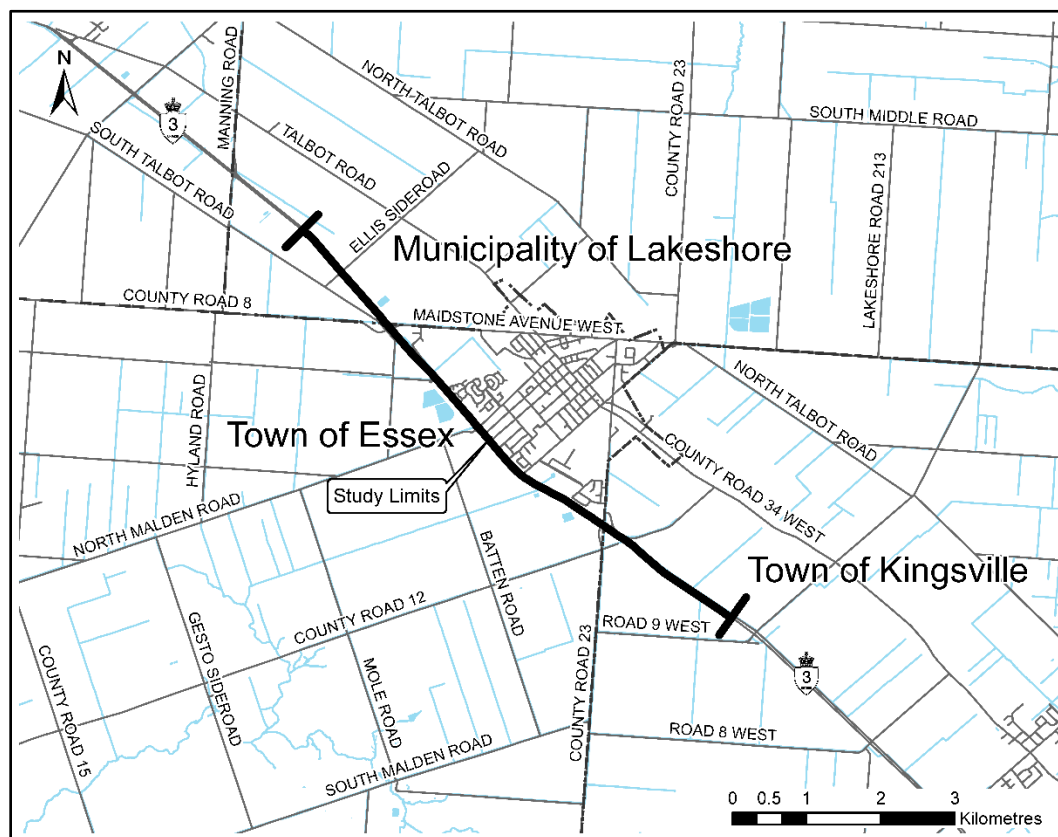 N
3
MANNING ROAD
NORTH TALBOT ROAD
COUNTY ROAD 23
SOUTH MIDDLE ROAD
SOUTH TALBOT ROAD
TALBOT ROAD
ELLIS SIDEROAD
LAKESHORE ROAD 213
Municipality of Lakeshore
COUNTY ROAD 8
MAIDSTONE AVENUE WEST
HYLAND ROAD
Town of Essex
NORTH TALBOT ROAD
Study Limits
COUNTY ROAD 34 WEST
NORTH MALDEN ROAD
BATTEN ROAD
Town of Kingsville
COUNTY ROAD 12
ROAD 9 WEST
GESTO SIDEROAD
MOLE ROAD
COUNTY ROAD 23
3
COUNTY ROAD 15
ROAD 8 WEST
SOUTH MALDEN ROAD
0 0.5 1 2 3
Kilometres